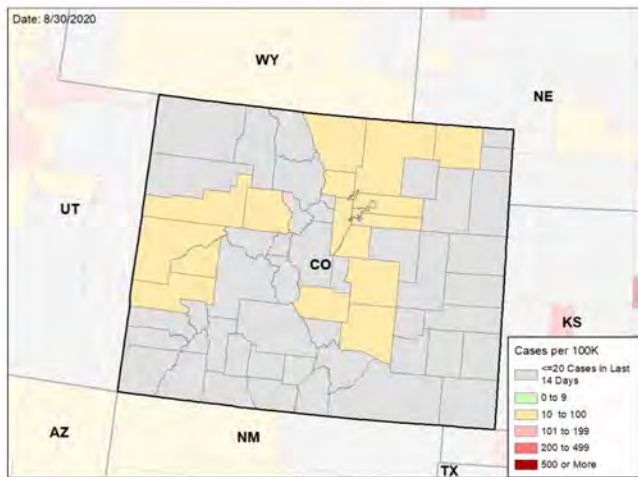 Date: 8/30/2020
WY
NE
UT
CO
KS
Cases per 100K
<=20 Cases in Last
14 Days
0 to 9
10 to 100
101 to 199
200 to 499
500 or More
AZ
NM
TX